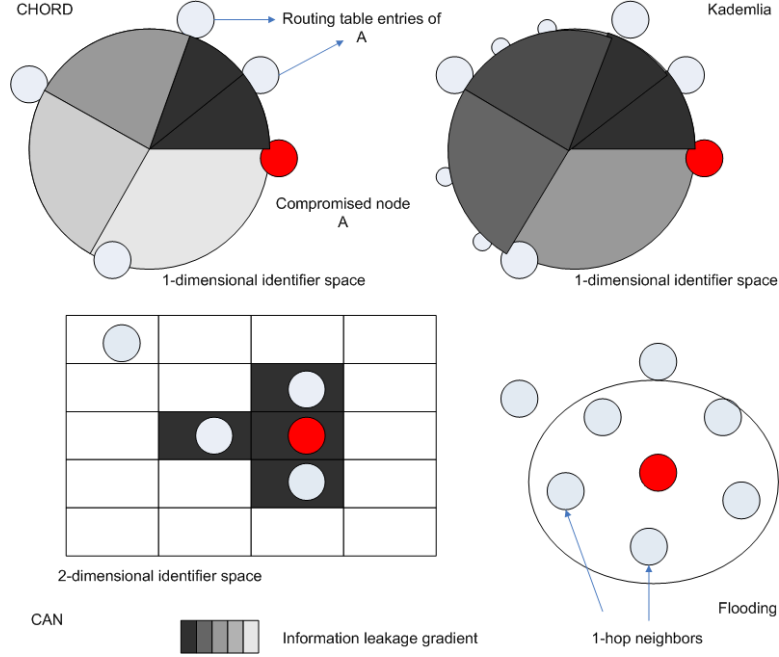 CHORD
Routing table entries of
A
Kademlia
Compromised node
A
1-dimensional identifier space
1-dimensional identifier space
2-dimensional identifier space
CAN
Information leakage gradient
1-hop neighbors
Flooding